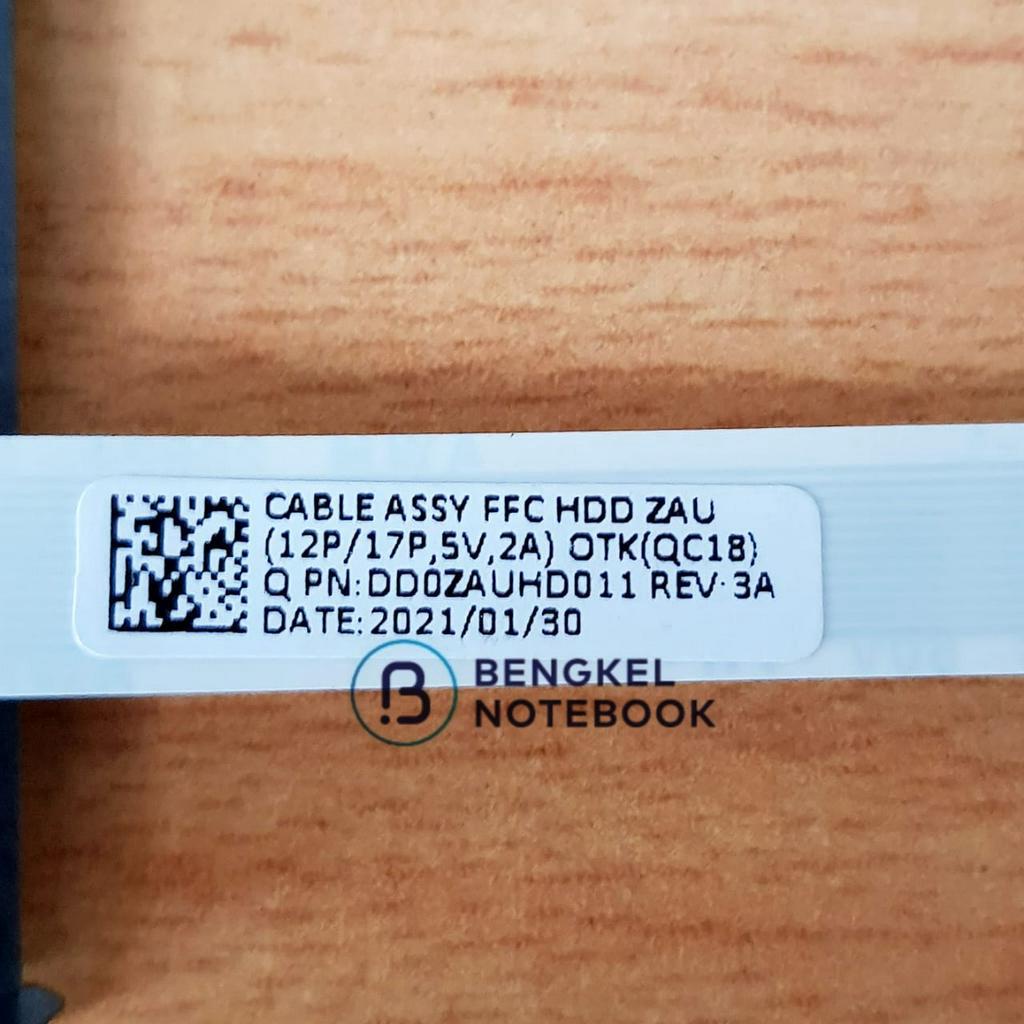 CABLE ASSY FFC HDD ZAU
(12P/17P,5V,2A) OTK(QC18)
Q PN:DD0ZAUHD011 REV:3A
DATE:2021/01/30
BENGKEL
NOTEBOOK